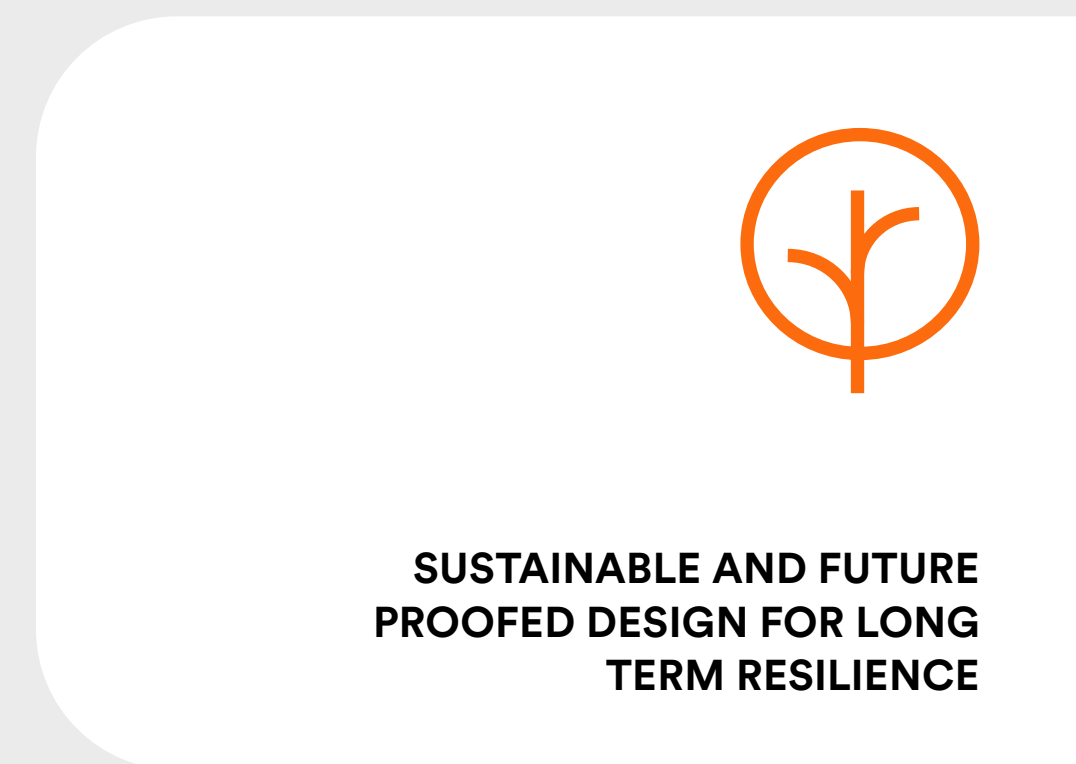 SUSTAINABLE AND FUTURE
PROOFED DESIGN FOR LONG
TERM RESILIENCE